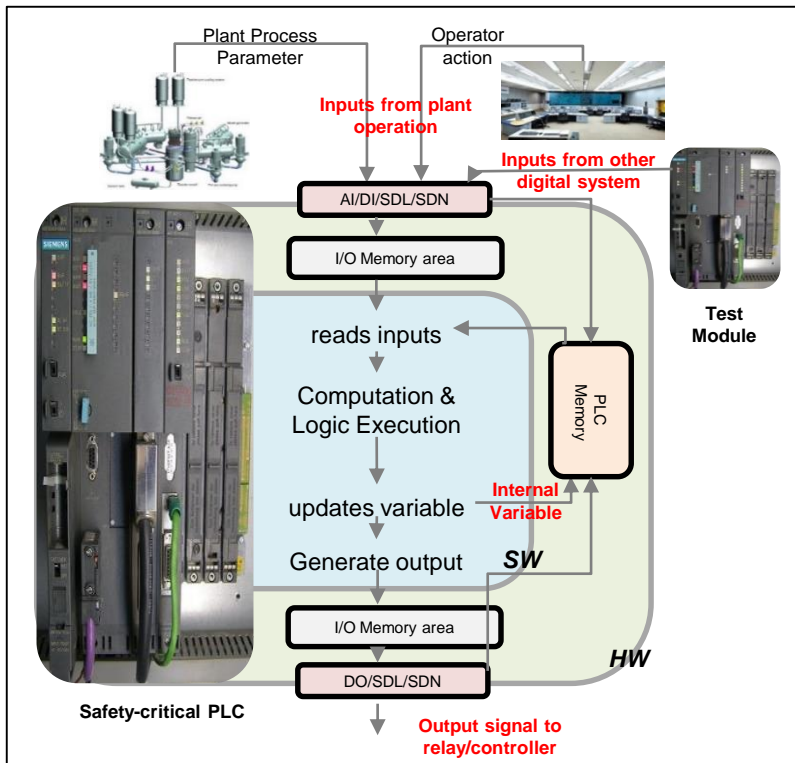 Plant Process
Parameter
Operator
action
Inputs from plant
operation
Inputs from other
digital system
AI/DI/SDL/SDN
I/O Memory area
SIEMENS
Test
Module
reads inputs
PLC
Memory
Computation &
Logic Execution
Internal
Variable
updates variable
Generate output
SW
I/O Memory area
HW
DO/SDL/SDN
Safety-critical PLC
Output signal to
relay/controller